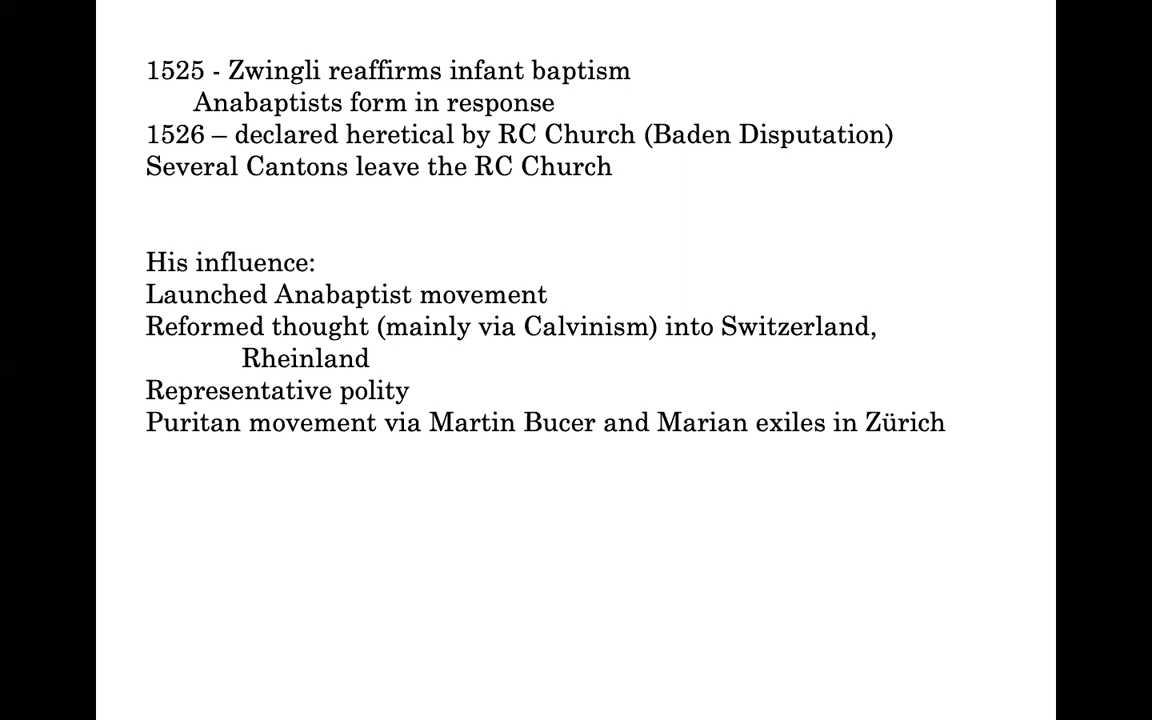 1525 - Zwingli reaffirms infant baptism
Anabaptists form in response
1526 – declared heretical by RC Church (Baden Disputation)
Several Cantons leave the RC Church
His influence:
Launched Anabaptist movement
Reformed thought (mainly via Calvinism) into Switzerland,
Rheinland
Representative polity
Puritan movement via Martin Bucer and Marian exiles in Zürich